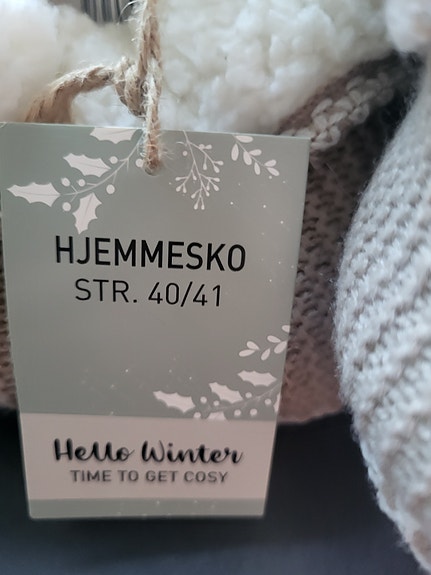 HJEMMESKO
STR. 40/41
Hello Winter
TIME TO GET COSY